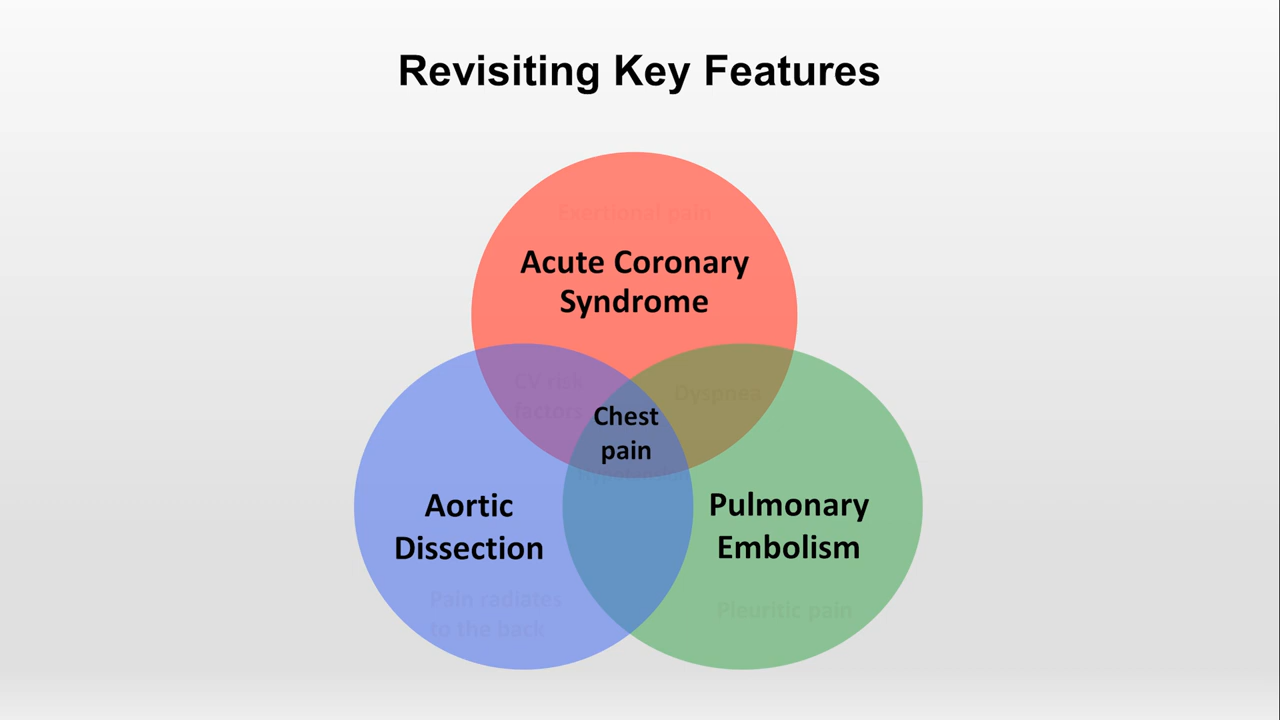 Revisiting Key Features
Exertional pain
Acute Coronary
Syndrome
CV risk
factors
Dyspnea
Chest
pain
Hypotension
Aortic
Dissection
Pulmonary
Embolism
Pain radiates
to the back
Pleuritic pain